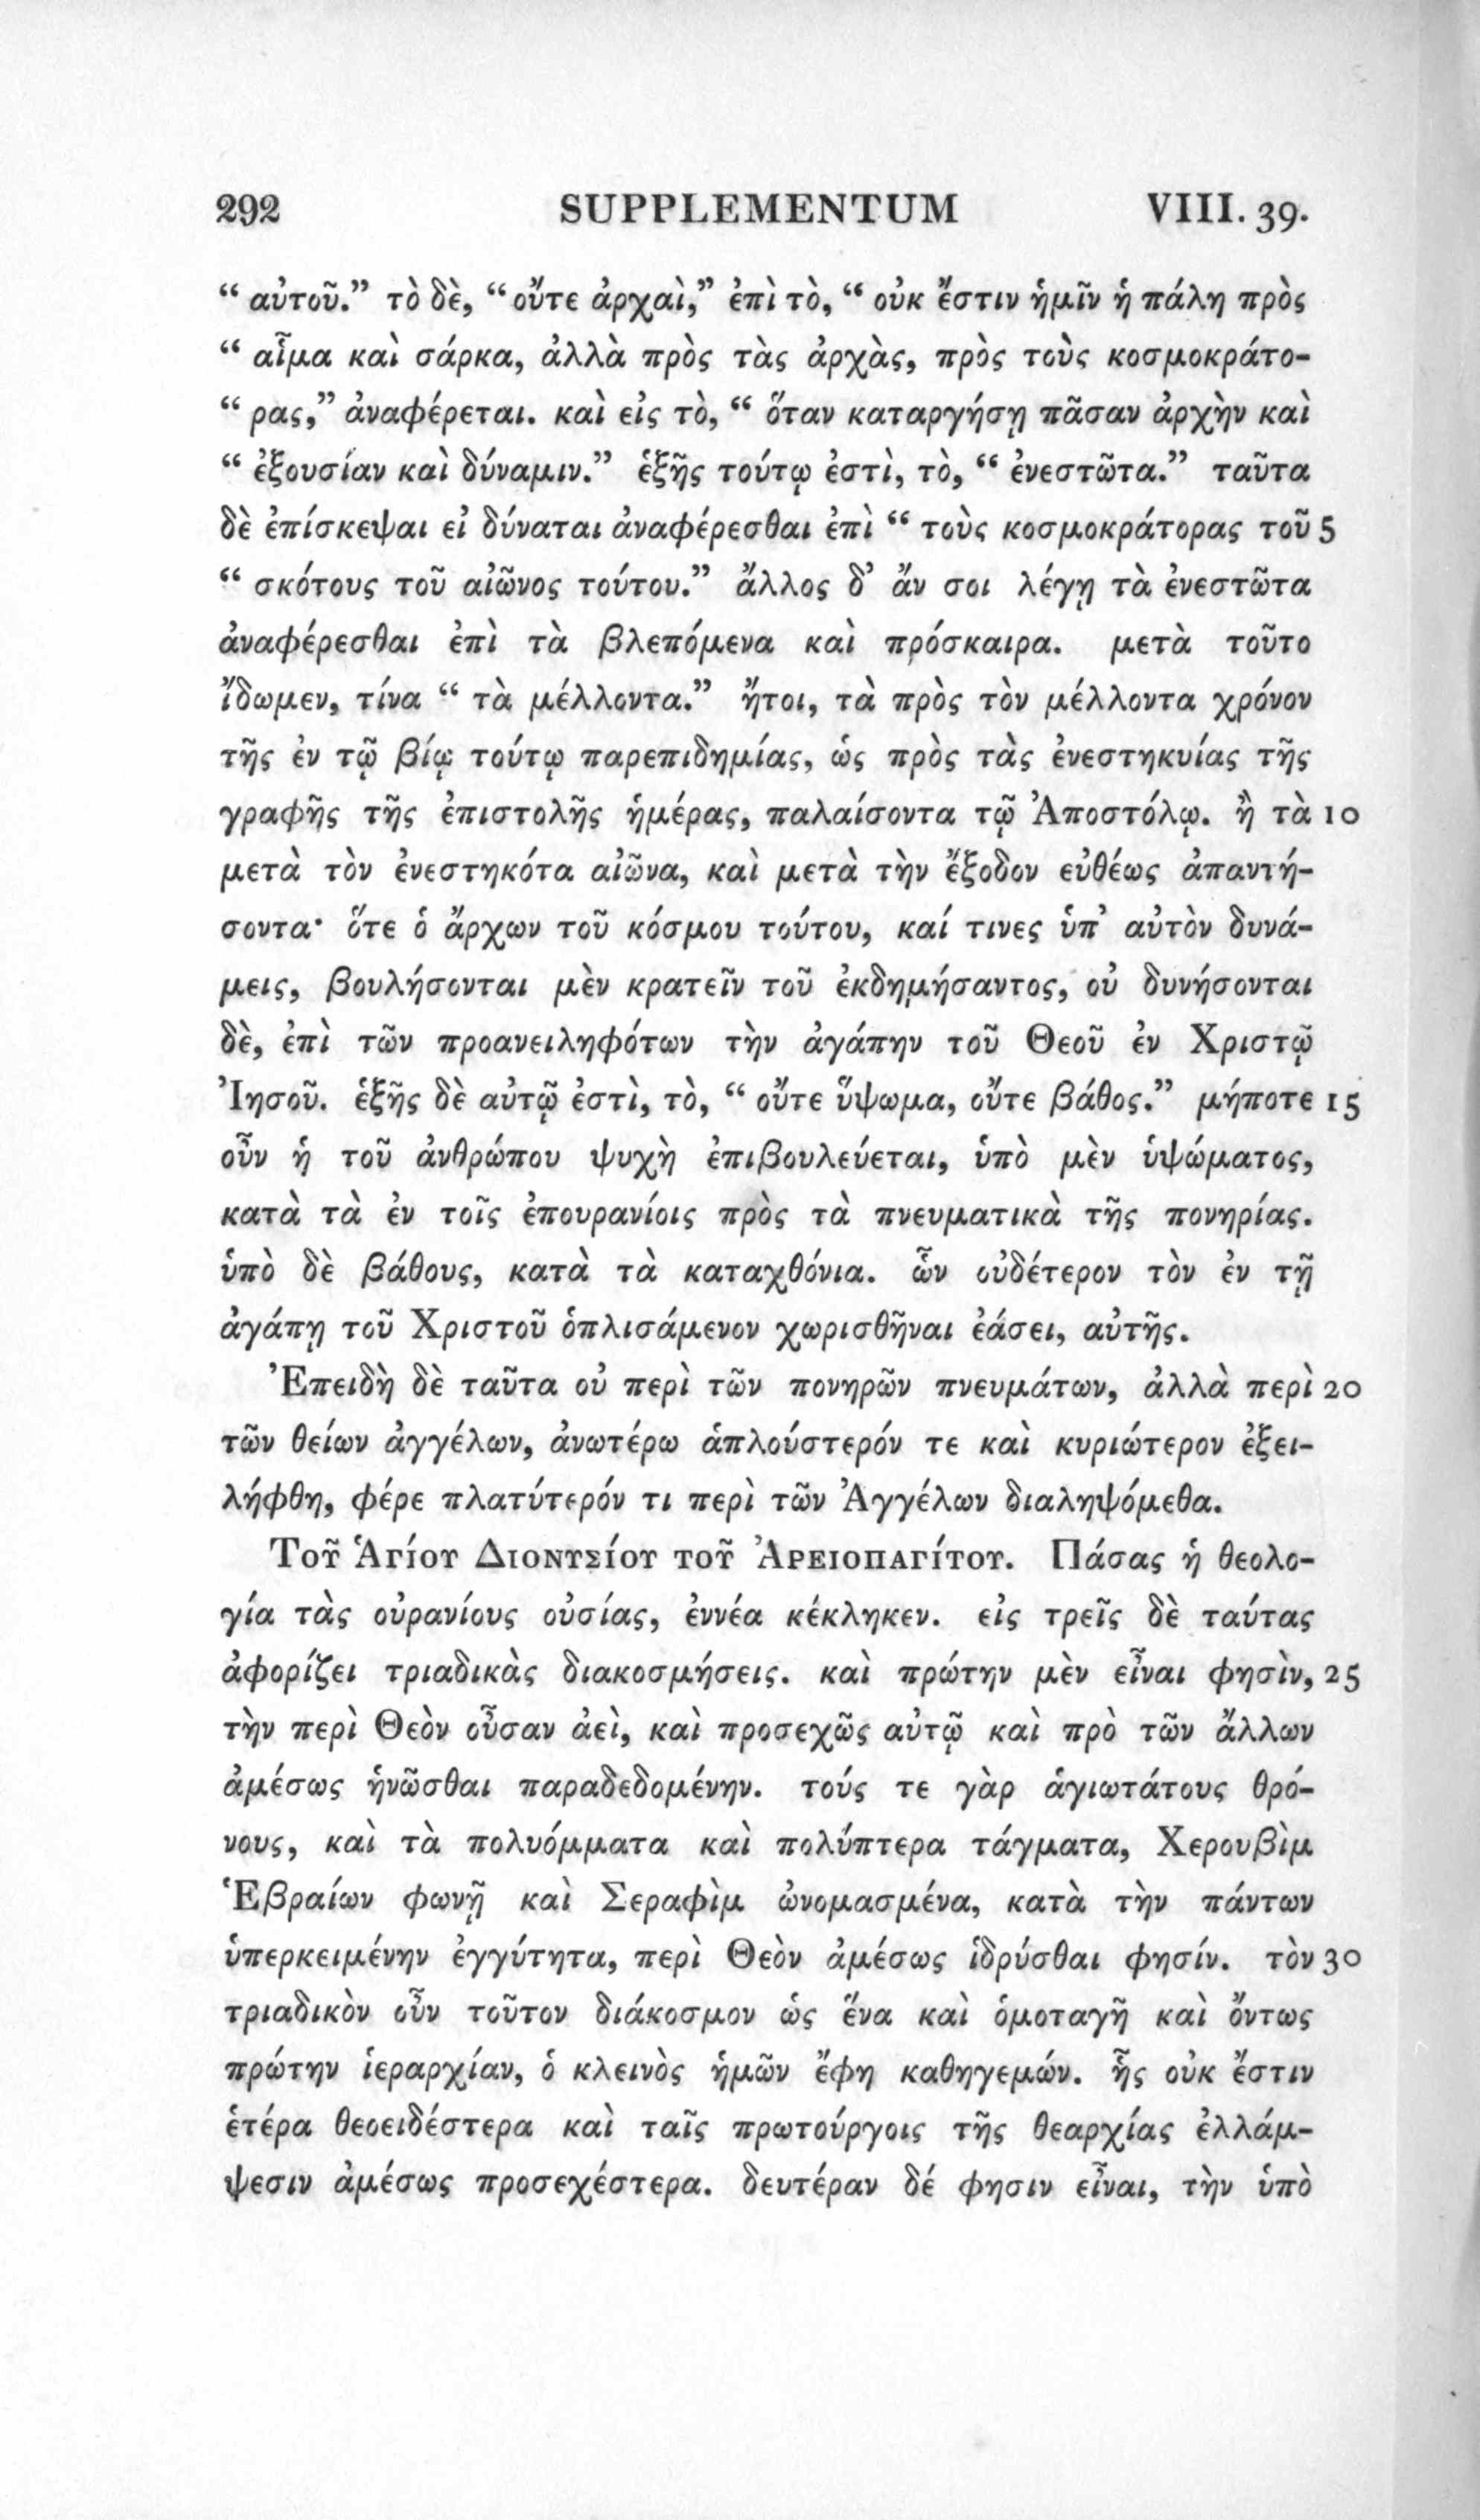 292 SUPPLEMENTUM VIII. 39.
“ αὐτοῦ.” τὸ δὲ, “ οὔτε ἀρχαὶ,” ἐπὶ τὸ, “ οὐκ ἔστιν ἡμῖν ἡ πάλη πρὸς
“ αἷμα καὶ σάρκα, ἀλλὰ πρὸς τὰς ἀρχὰς, πρὸς τοὺς κοσμοκράτο-
“ ρας,” ἀναφέρεται. καὶ εἰς τὸ, “ ὅταν καταργήσῃ πᾶσαν ἀρχὴν καὶ
“ ἐξουσίαν καὶ δύναμιν.” ἑξῆς τούτῳ ἐστὶ, τὸ, “ ἐνεστῶτα.” ταῦτα
δὲ ἐπίσκεψαι εἰ δύναται ἀναφέρεσθαι ἐπὶ “ τοὺς κοσμοκράτορας τοῦ 5
“ σκότους τοῦ αἰῶνος τούτου.” ἄλλος δ’ ἄν σοι λέγῃ τὰ ἐνεστῶτα
ἀναφέρεσθαι ἐπὶ τὰ βλεπόμενα καὶ πρόσκαιρα. μετὰ τοῦτο
ἴδωμεν, τίνα “ τὰ μέλλοντα.” ἤτοι, τὰ πρὸς τὸν μέλλοντα χρόνον
τῆς ἐν τῷ βίῳ τούτῳ παρεπιδημίας, ὡς πρὸς τὰς ἐνεστηκυίας τῆς
γραφῆς τῆς ἐπιστολῆς ἡμέρας, παλαίσοντα τῷ Ἀποστόλῳ. ἢ τὰ 10
μετὰ τὸν ἐνεστηκότα αἰῶνα, καὶ μετὰ τὴν ἔξοδον εὐθέως ἀπαντή-
σοντα· ὅτε ὁ ἄρχων τοῦ κόσμου τούτου, καί τινες ὑπ’ αὐτὸν δυνά-
μεις, βουλήσονται μὲν κρατεῖν τοῦ ἐκδημήσαντος, οὐ δυνήσονται
δὲ, ἐπὶ τῶν προανειληφότων τὴν ἀγάπην τοῦ Θεοῦ ἐν Χριστῷ
Ἰησοῦ. ἑξῆς δὲ αὐτῷ ἐστὶ, τὸ, “ οὔτε ὕψωμα, οὔτε βάθος.” μήποτε 15
οὖν ἡ τοῦ ἀνθρώπου ψυχὴ ἐπιβουλεύεται, ὑπὸ μὲν ὑψώματος,
κατὰ τὰ ἐν τοῖς ἐπουρανίοις πρὸς τὰ πνευματικὰ τῆς πονηρίας.
ὑπὸ δὲ βάθους, κατὰ τὰ καταχθόνια. ὧν οὐδέτερον τὸν ἐν τῇ
ἀγάπῃ τοῦ Χριστοῦ ὁπλισάμενον χωρισθῆναι ἐάσει, αὐτῆς.
Ἐπειδὴ δὲ ταῦτα οὐ περὶ τῶν πονηρῶν πνευμάτων, ἀλλὰ περὶ 20
τῶν θείων ἀγγέλων, ἀνωτέρω ἁπλούστερόν τε καὶ κυριώτερον ἐξει-
λήφθη, φέρε πλατύτερόν τι περὶ τῶν Ἀγγέλων διαληψόμεθα.
Τοῦ Ἁγίου Διονυσίου τοῦ Ἀρειοπαγίτου. Πάσας ἡ θεολο-
γία τὰς οὐρανίους οὐσίας, ἐννέα κέκληκεν. εἰς τρεῖς δὲ ταύτας
ἀφορίζει τριαδικὰς διακοσμήσεις. καὶ πρώτην μὲν εἶναι φησὶν, 25
τὴν περὶ Θεὸν οὖσαν ἀεὶ, καὶ προσεχῶς αὐτῷ καὶ πρὸ τῶν ἄλλων
ἀμέσως ἡνῶσθαι παραδεδομένην. τούς τε γὰρ ἁγιωτάτους θρό-
νους, καὶ τὰ πολυόμματα καὶ πολύπτερα τάγματα, Χερουβὶμ
Ἑβραίων φωνῇ καὶ Σεραφὶμ ὠνομασμένα, κατὰ τὴν πάντων
ὑπερκειμένην ἐγγύτητα, περὶ Θεὸν ἀμέσως ἱδρύσθαι φησίν. τὸν 30
τριαδικὸν οὖν τοῦτον διάκοσμον ὡς ἕνα καὶ ὁμοταγῆ καὶ ὄντως
πρώτην ἱεραρχίαν, ὁ κλεινὸς ἡμῶν ἔφη καθηγεμών. ἧς οὐκ ἔστιν
ἑτέρα θεοειδέστερα καὶ ταῖς πρωτούργοις τῆς θεαρχίας ἐλλάμ-
ψεσιν ἀμέσως προσεχέστερα. δευτέραν δέ φησιν εἶναι, τὴν ὑπὸ